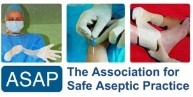 ASAP
The Association for
Safe Aseptic Practice